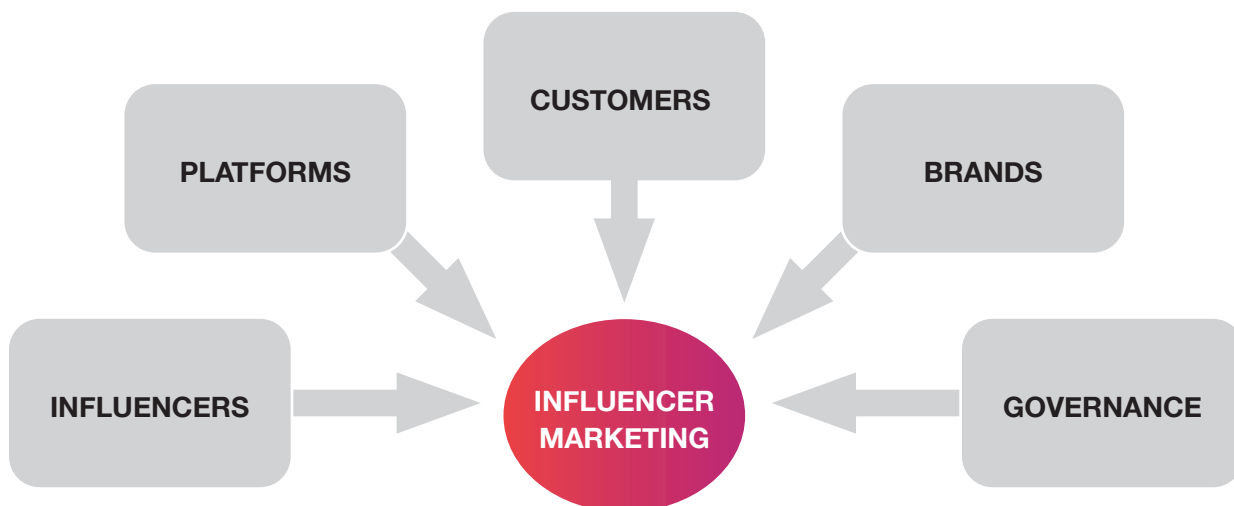 CUSTOMERS
PLATFORMS
BRANDS
INFLUENCERS
INFLUENCER
MARKETING
GOVERNANCE